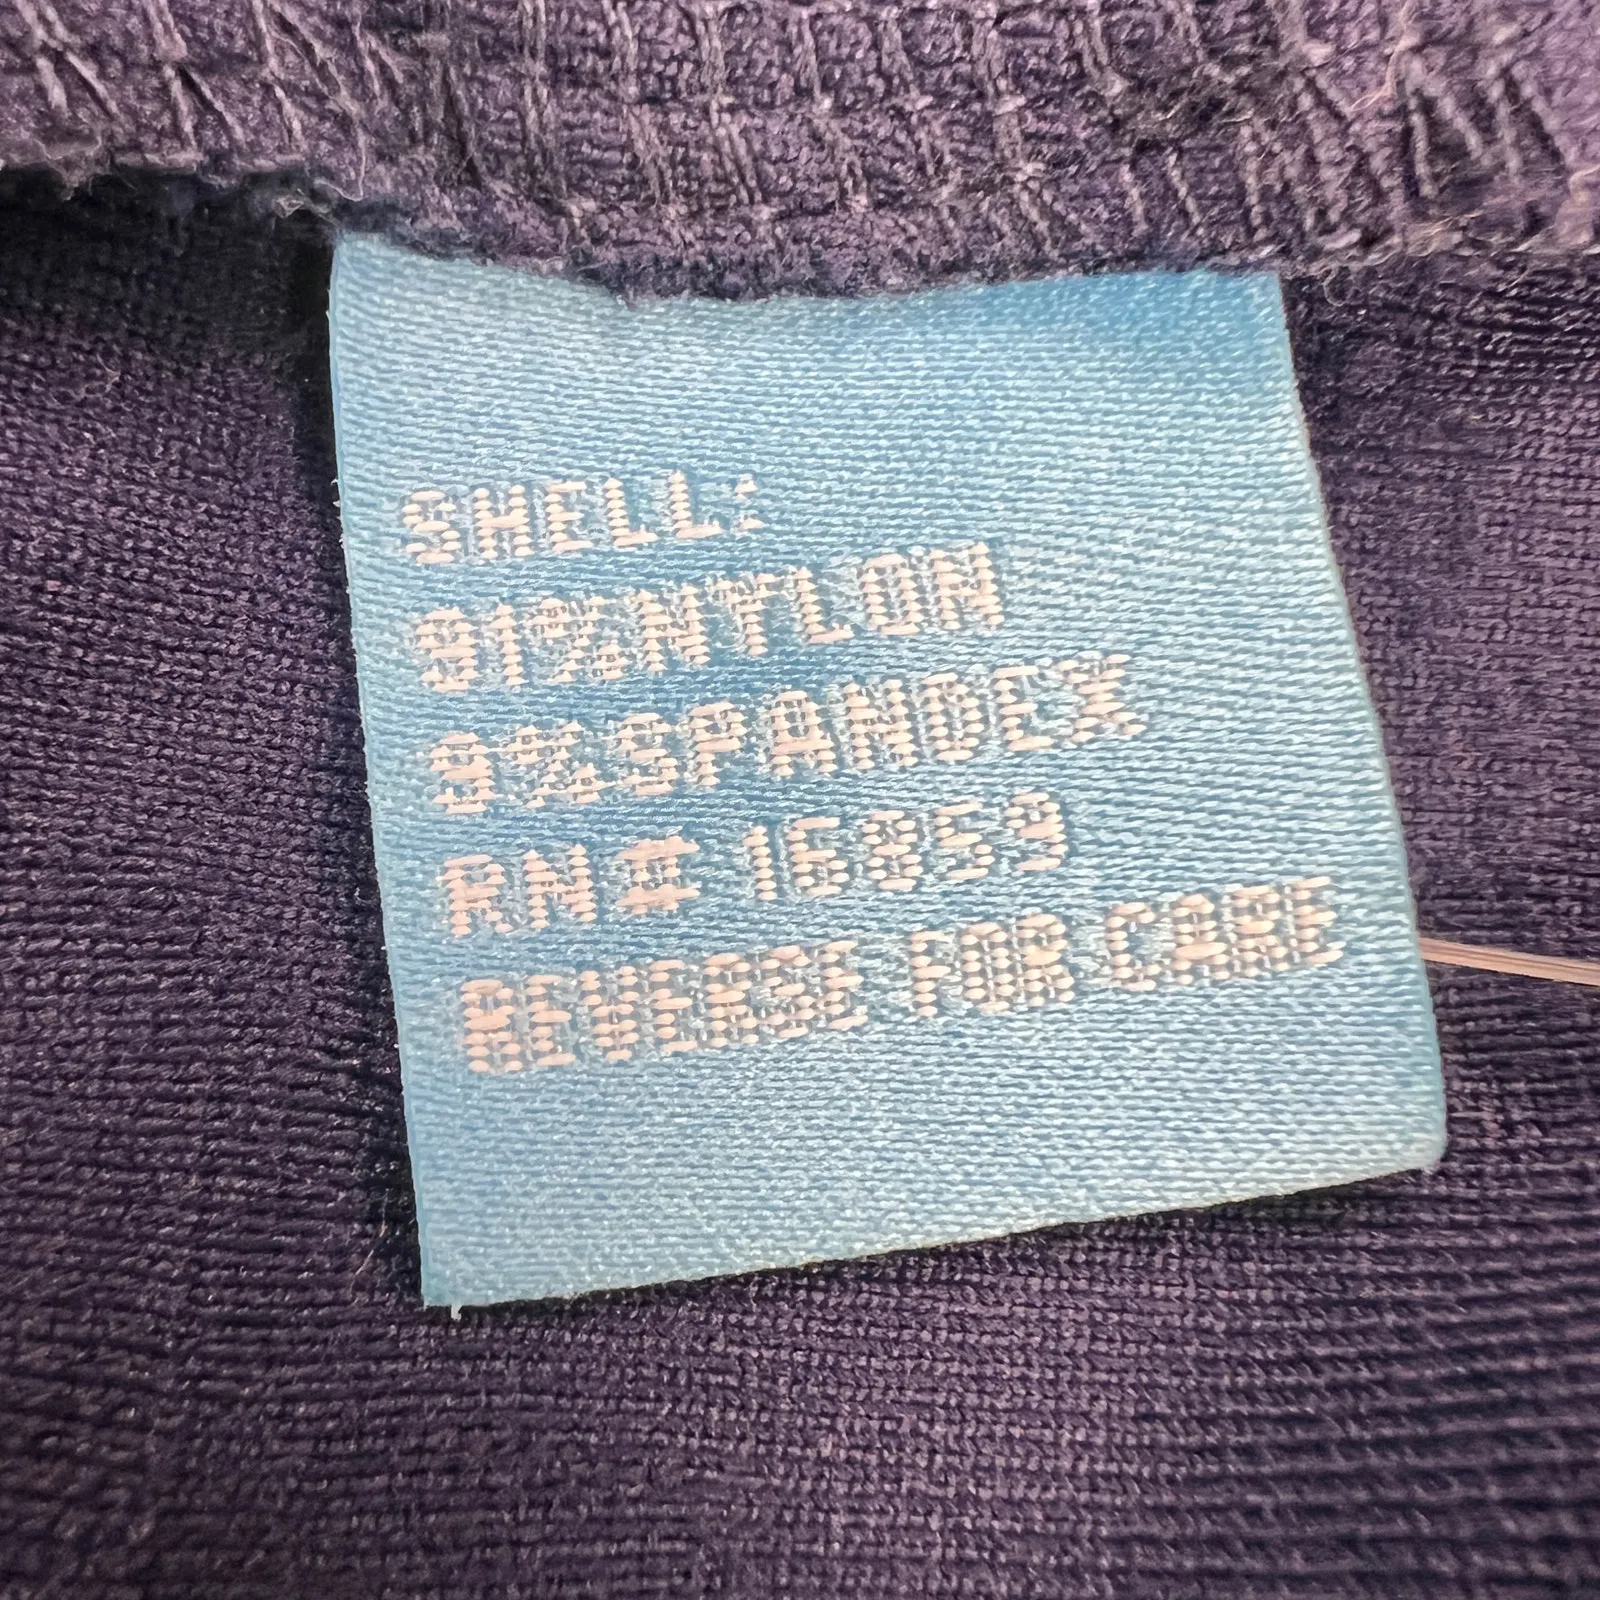 SHELL:
91%NYLON
9%SPANDEX
RN# 16859
REVERSE FOR CARE